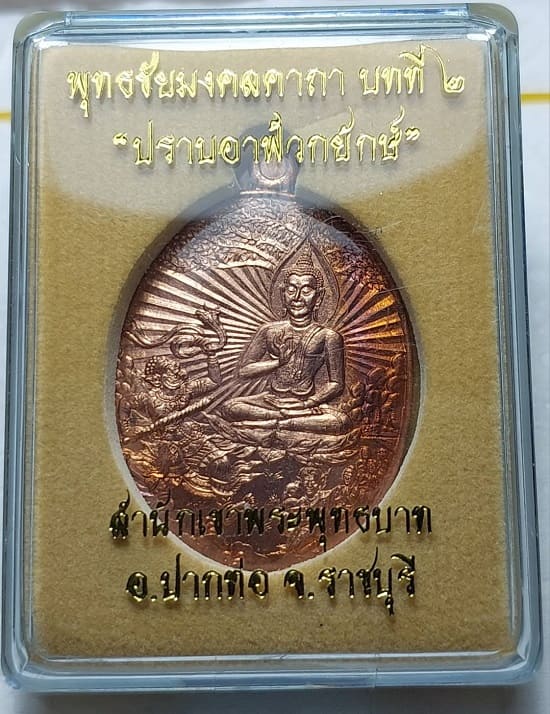 พุทธชัยมงคลคาถา บทที่ ๒
“ปราบอาฬวกยักษ์”
สำนักเขาพระพุทธบาท
อ.ปากท่อ จ.ราชบุรี